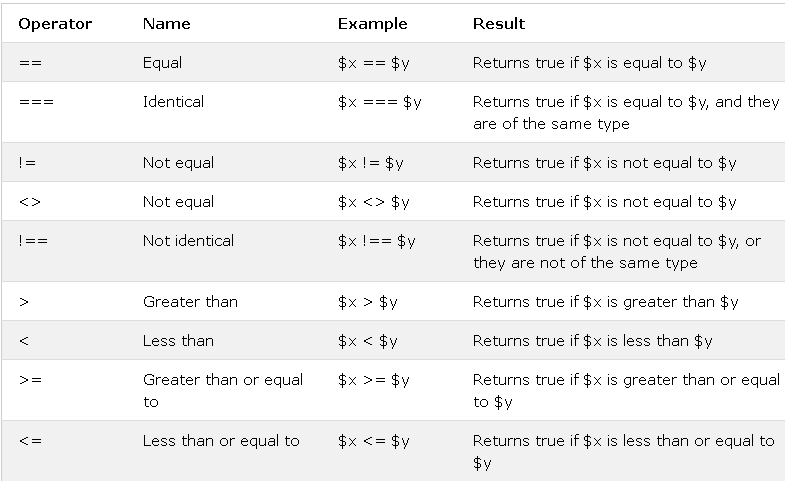 Operator Name Example Result
== Equal $x == $y Returns true if $x is equal to $y
=== Identical $x === $y Returns true if $x is equal to $y, and they
are of the same type
!= Not equal $x != $y Returns true if $x is not equal to $y
<> Not equal $x <> $y Returns true if $x is not equal to $y
!== Not identical $x !== $y Returns true if $x is not equal to $y, or
they are not of the same type
> Greater than $x > $y Returns true if $x is greater than $y
< Less than $x < $y Returns true if $x is less than $y
>= Greater than or equal $x >= $y Returns true if $x is greater than or equal
to to $y
<= Less than or equal to $x <= $y Returns true if $x is less than or equal to
$y